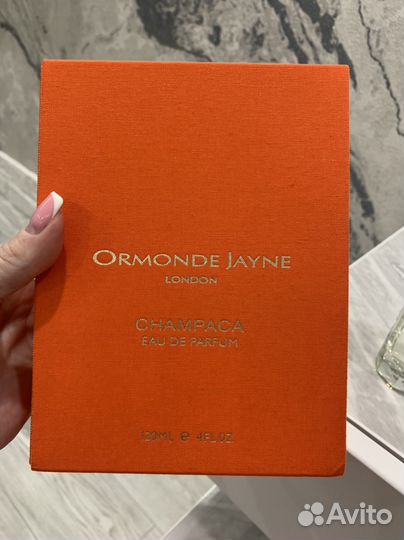 ORMONDE JAYNE
LONDON
CHAMPACA
EAU DE PARFUM
120ML ℮ 4FL.OZ
Avito